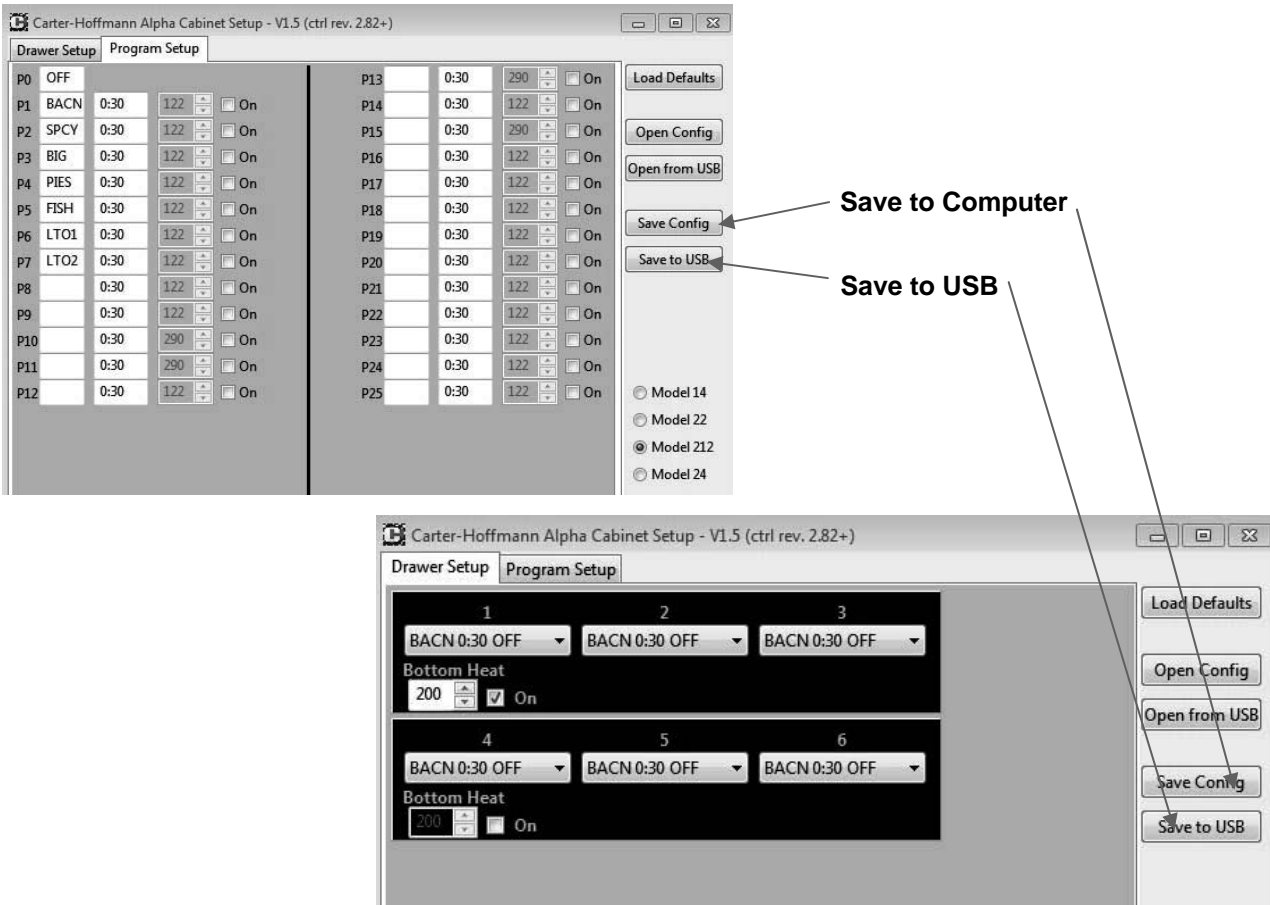 Carter-Hoffmann Alpha Cabinet Setup - V1.5 (ctrl rev. 2.82+)
Drawer Setup Program Setup
P0 OFF
P1 BACN 0:30 122 On
P2 SPCY 0:30 122 On
P3 BIG 0:30 122 On
P4 PIES 0:30 122 On
P5 FISH 0:30 122 On
P6 LTO1 0:30 122 On
P7 LTO2 0:30 122 On
P8 0:30 122 On
P9 0:30 122 On
P10 0:30 290 On
P11 0:30 290 On
P12 0:30 122 On
P13 0:30 290 On
P14 0:30 122 On
P15 0:30 290 On
P16 0:30 122 On
P17 0:30 122 On
P18 0:30 122 On
P19 0:30 122 On
P20 0:30 122 On
P21 0:30 122 On
P22 0:30 122 On
P23 0:30 122 On
P24 0:30 122 On
P25 0:30 122 On
Load Defaults
Open Config
Open from USB
Save Config
Save to USB
Model 14
Model 22
Model 212
Model 24
Save to Computer
Save to USB
Carter-Hoffmann Alpha Cabinet Setup - V1.5 (ctrl rev. 2.82+)
Drawer Setup Program Setup
1 2 3
BACN 0:30 OFF BACN 0:30 OFF BACN 0:30 OFF
Bottom Heat
200 On
4 5 6
BACN 0:30 OFF BACN 0:30 OFF BACN 0:30 OFF
Bottom Heat
200 On
Load Defaults
Open Config
Open from USB
Save Config
Save to USB